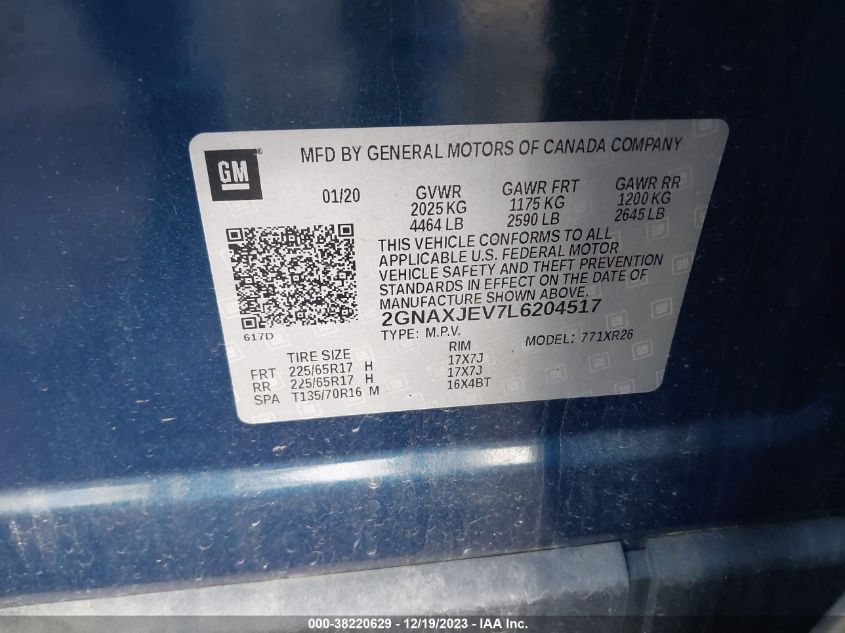 GM ®
MFD BY GENERAL MOTORS OF CANADA COMPANY
01/20 GVWR GAWR FRT GAWR RR
2025 KG 1175 KG 1200 KG
4464 LB 2590 LB 2645 LB
THIS VEHICLE CONFORMS TO ALL
APPLICABLE U.S. FEDERAL MOTOR
VEHICLE SAFETY AND THEFT PREVENTION
STANDARDS IN EFFECT ON THE DATE OF
MANUFACTURE SHOWN ABOVE.
2GNAXJEV7L6204517
617D
TYPE: M.P.V. MODEL: 771XR26
TIRE SIZE RIM
FRT 225/65R17 H 17X7J
RR 225/65R17 H 17X7J
SPA T135/70R16 M 16X4BT
000-38220629 - 12/19/2023 - IAA Inc.